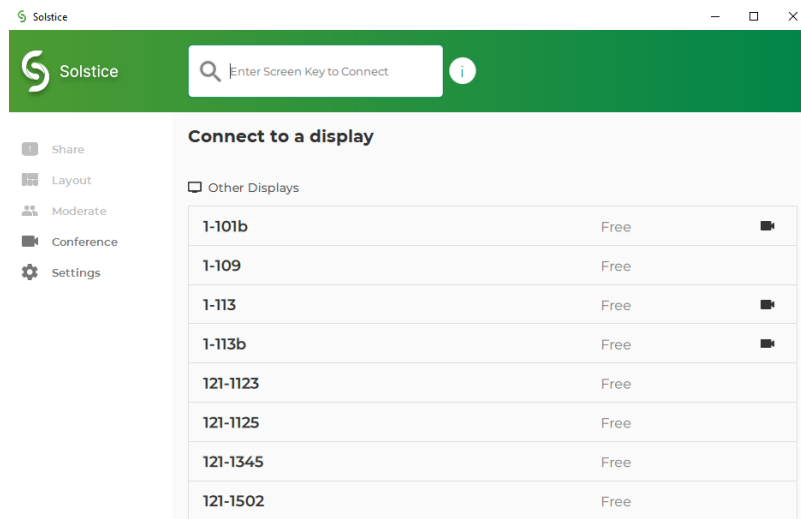 Solstice
Solstice
Enter Screen Key to Connect
i
Connect to a display
Share
Layout
Moderate
Conference
Settings
Other Displays
1-101b Free
1-109 Free
1-113 Free
1-113b Free
121-1123 Free
121-1125 Free
121-1345 Free
121-1502 Free